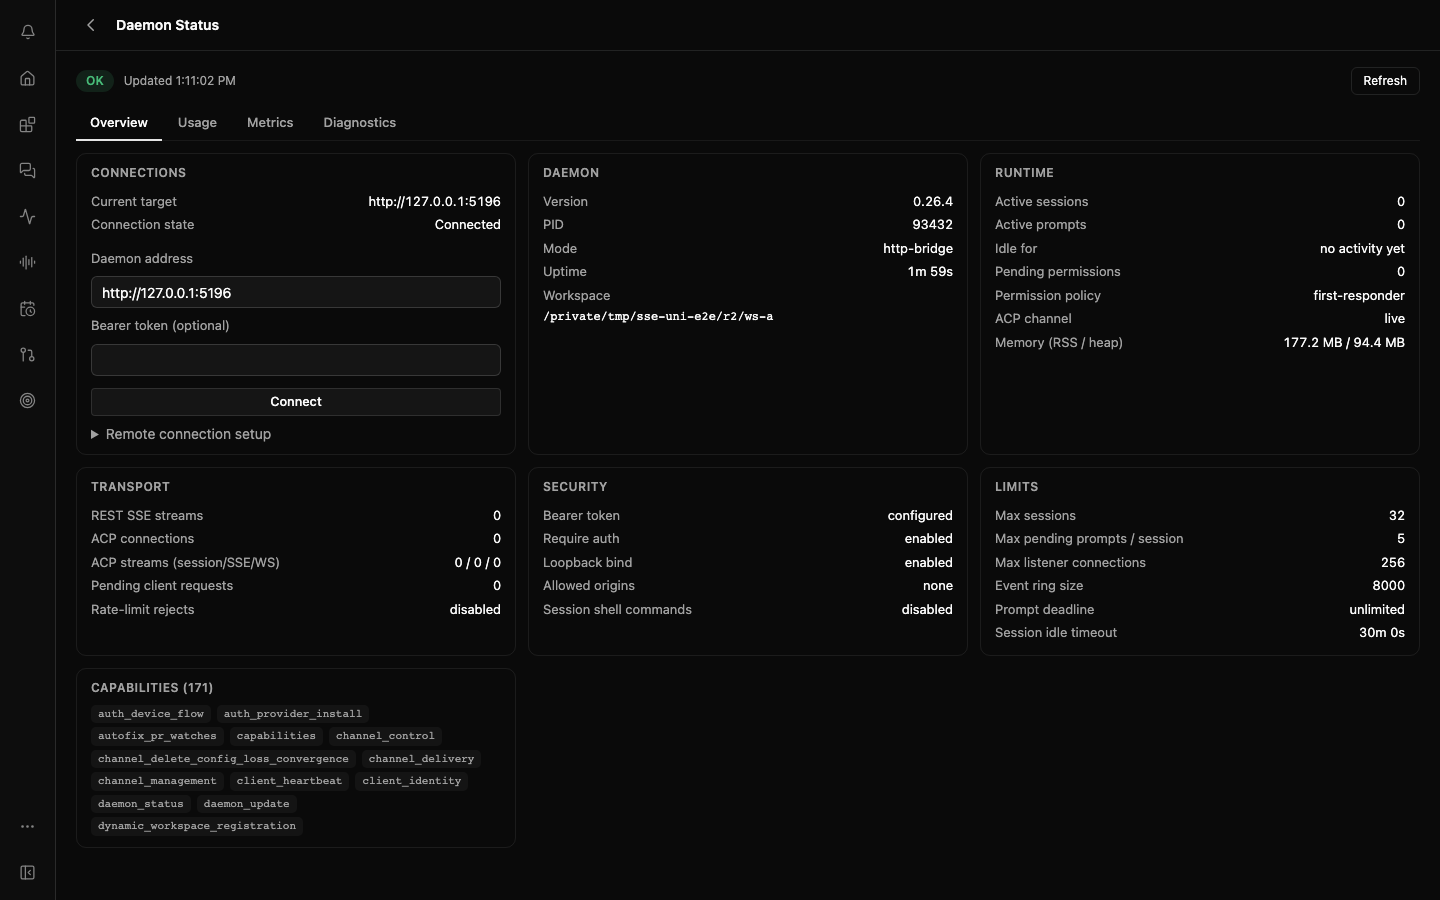 Daemon Status
OK Updated 1:11:02 PM
Refresh
Overview Usage Metrics Diagnostics
CONNECTIONS
Current target http://127.0.0.1:5196
Connection state Connected
Daemon address
http://127.0.0.1:5196
Bearer token (optional)
Connect
Remote connection setup
DAEMON
Version 0.26.4
PID 93432
Mode http-bridge
Uptime 1m 59s
Workspace
/private/tmp/sse-uni-e2e/r2/ws-a
RUNTIME
Active sessions 0
Active prompts 0
Idle for no activity yet
Pending permissions 0
Permission policy first-responder
ACP channel live
Memory (RSS / heap) 177.2 MB / 94.4 MB
TRANSPORT
REST SSE streams 0
ACP connections 0
ACP streams (session/SSE/WS) 0 / 0 / 0
Pending client requests 0
Rate-limit rejects disabled
SECURITY
Bearer token configured
Require auth enabled
Loopback bind enabled
Allowed origins none
Session shell commands disabled
LIMITS
Max sessions 32
Max pending prompts / session 5
Max listener connections 256
Event ring size 8000
Prompt deadline unlimited
Session idle timeout 30m 0s
CAPABILITIES (171)
auth_device_flow auth_provider_install
autofix_pr_watches capabilities channel_control
channel_delete_config_loss_convergence channel_delivery
channel_management client_heartbeat client_identity
daemon_status daemon_update
dynamic_workspace_registration